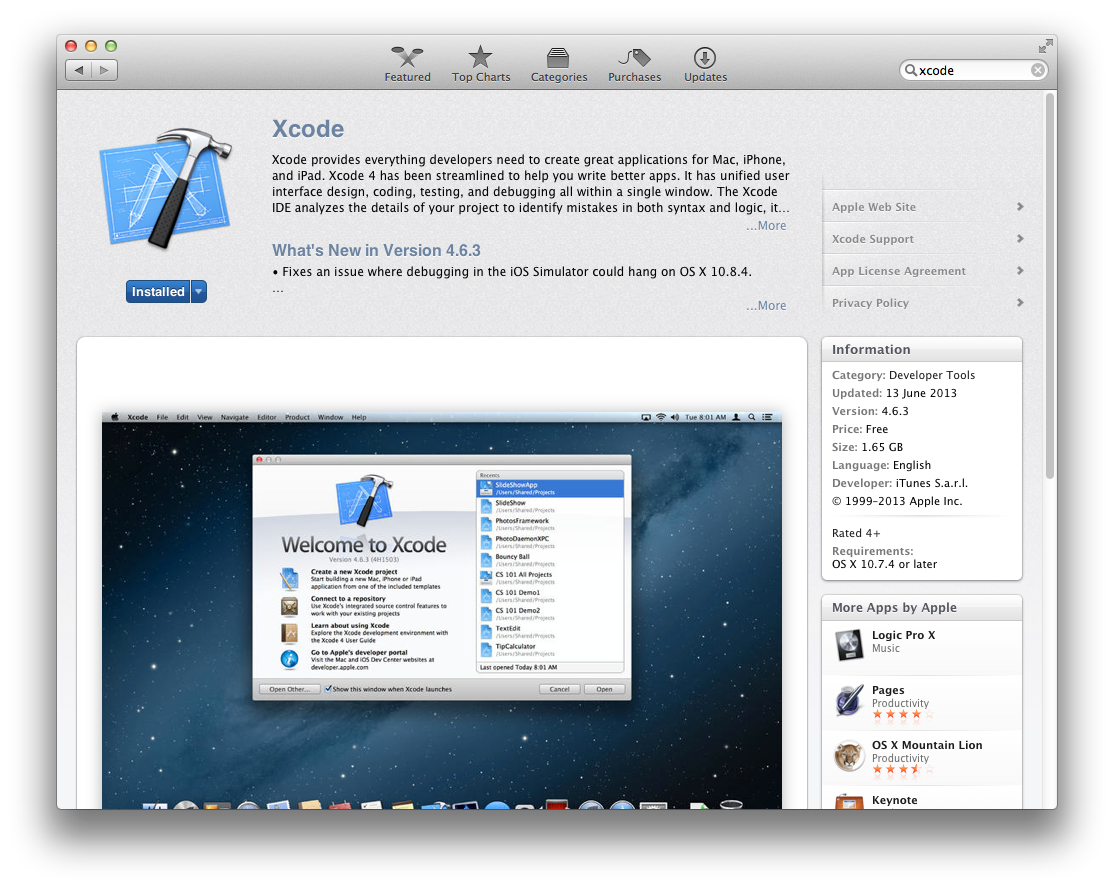 Featured
Top Charts
Categories
Purchases
Updates
xcode
Xcode
Xcode provides everything developers need to create great applications for Mac, iPhone,
and iPad. Xcode 4 has been streamlined to help you write better apps. It has unified user
interface design, coding, testing, and debugging all within a single window. The Xcode
IDE analyzes the details of your project to identify mistakes in both syntax and logic, it...
...More
What's New in Version 4.6.3
• Fixes an issue where debugging in the iOS Simulator could hang on OS X 10.8.4.
...
...More
Installed
Apple Web Site
Xcode Support
App License Agreement
Privacy Policy
Xcode File Edit View Navigate Editor Product Window Help
Tue 8:01 AM
Welcome to Xcode
Version 4.6.3 (4H1503)
Create a new Xcode project
Start building a new Mac, iPhone or iPad
application from one of the included templates
Connect to a repository
Use Xcode's integrated source control features to
work with your existing projects
Learn about using Xcode
Explore the Xcode development environment with
the Xcode 4 User Guide
Go to Apple's developer portal
Visit the Mac and iOS Dev Center websites at
developer.apple.com
Recents
SlideShowApp
/Users/Shared/Projects
SlideShow
/Users/Shared/Projects
PhotosFramework
/Users/Shared/Projects
PhotoDaemonXPC
/Users/Shared/Projects
Bouncy Ball
/Users/Shared/Projects
CS 101 All Projects
/Users/Shared/Projects
CS 101 Demo1
/Users/Shared/Projects
CS 101 Demo2
/Users/Shared/Projects
TextEdit
/Users/Shared/Projects
TipCalculator
/Users/Shared/Projects
Last opened Today 8:01 AM
Open Other...
Show this window when Xcode launches
Cancel
Open
Information
Category: Developer Tools
Updated: 13 June 2013
Version: 4.6.3
Price: Free
Size: 1.65 GB
Language: English
Developer: iTunes S.a.r.l.
© 1999–2013 Apple Inc.
Rated 4+
Requirements:
OS X 10.7.4 or later
More Apps by Apple
Logic Pro X
Music
Pages
Productivity
OS X Mountain Lion
Productivity
Keynote